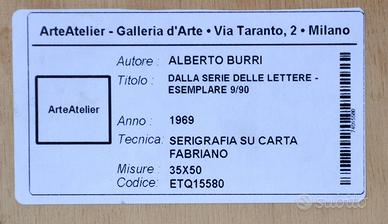 ArteAtelier - Galleria d'Arte • Via Taranto, 2 • Milano
ArteAtelier
Autore : ALBERTO BURRI
Titolo : DALLA SERIE DELLE LETTERE -
ESEMPLARE 9/90
Anno : 1969
Tecnica: SERIGRAFIA SU CARTA
FABRIANO
Misure : 35X50
Codice: ETQ15580
subito